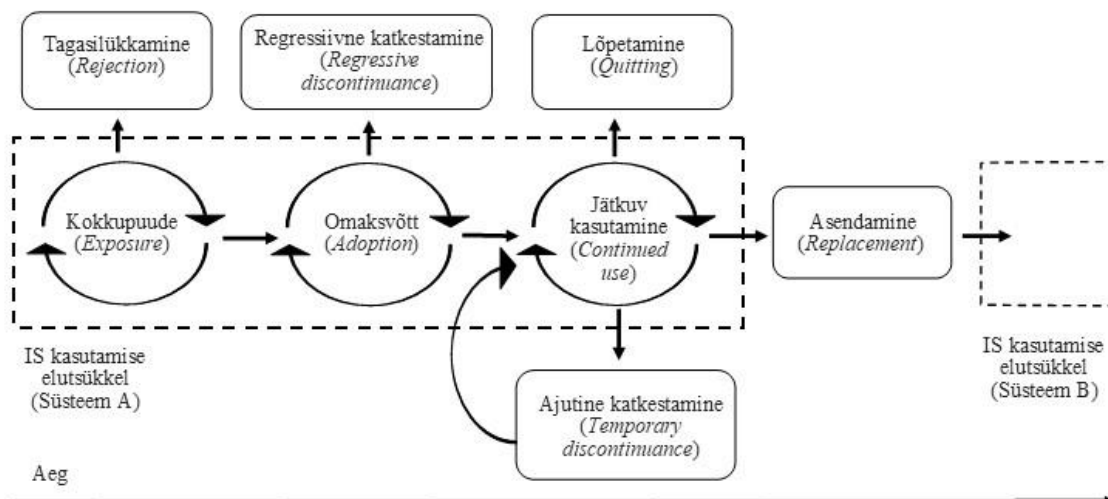 Tagasilükkamine
(Rejection)
Regressiivne katkestamine
(Regressive
discontinuance)
Lõpetamine
(Quitting)
Kokkupuude
(Exposure)
Omaksvõtt
(Adoption)
Jätkuv
kasutamine
(Continued
use)
Asendamine
(Replacement)
IS kasutamise
elutsükkel
(Süsteem A)
IS kasutamise
elutsükkel
(Süsteem B)
Ajutine katkestamine
(Temporary
discontinuance)
Aeg